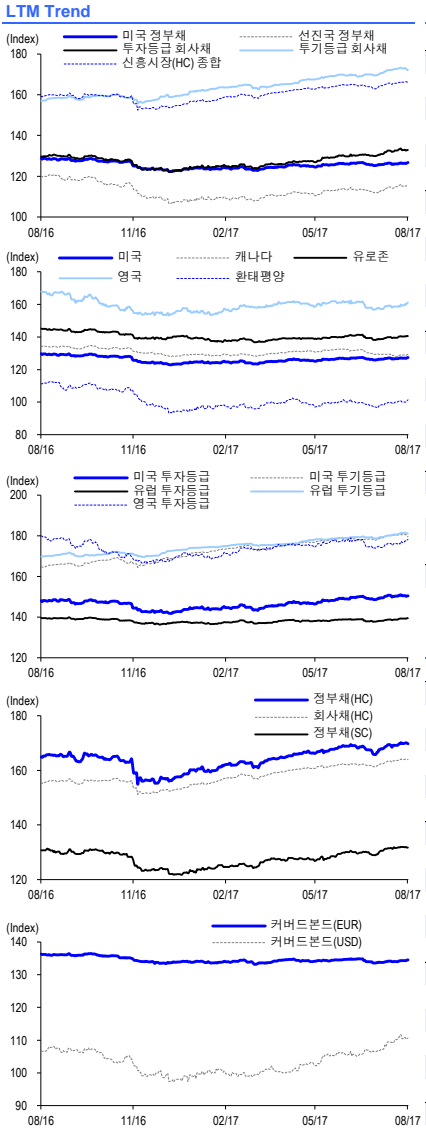 LTM Trend
(Index) 미국 정부채 선진국 정부채
투자등급 회사채 투기등급 회사채
신흥시장(HC) 종합
180
160
140
120
100
08/16 11/16 02/17 05/17 08/17
(Index) 미국 캐나다 유로존
영국 환태평양
180
160
140
120
100
80
08/16 11/16 02/17 05/17 08/17
(Index) 미국 투자등급 미국 투기등급
유럽 투자등급 유럽 투기등급
영국 투자등급
200
180
160
140
120
08/16 11/16 02/17 05/17 08/17
(Index) 정부채(HC)
회사채(HC)
정부채(SC)
180
160
140
120
08/16 11/16 02/17 05/17 08/17
(Index) 커버드본드(EUR)
커버드본드(USD)
140
130
120
110
100
90
08/16 11/16 02/17 05/17 08/17